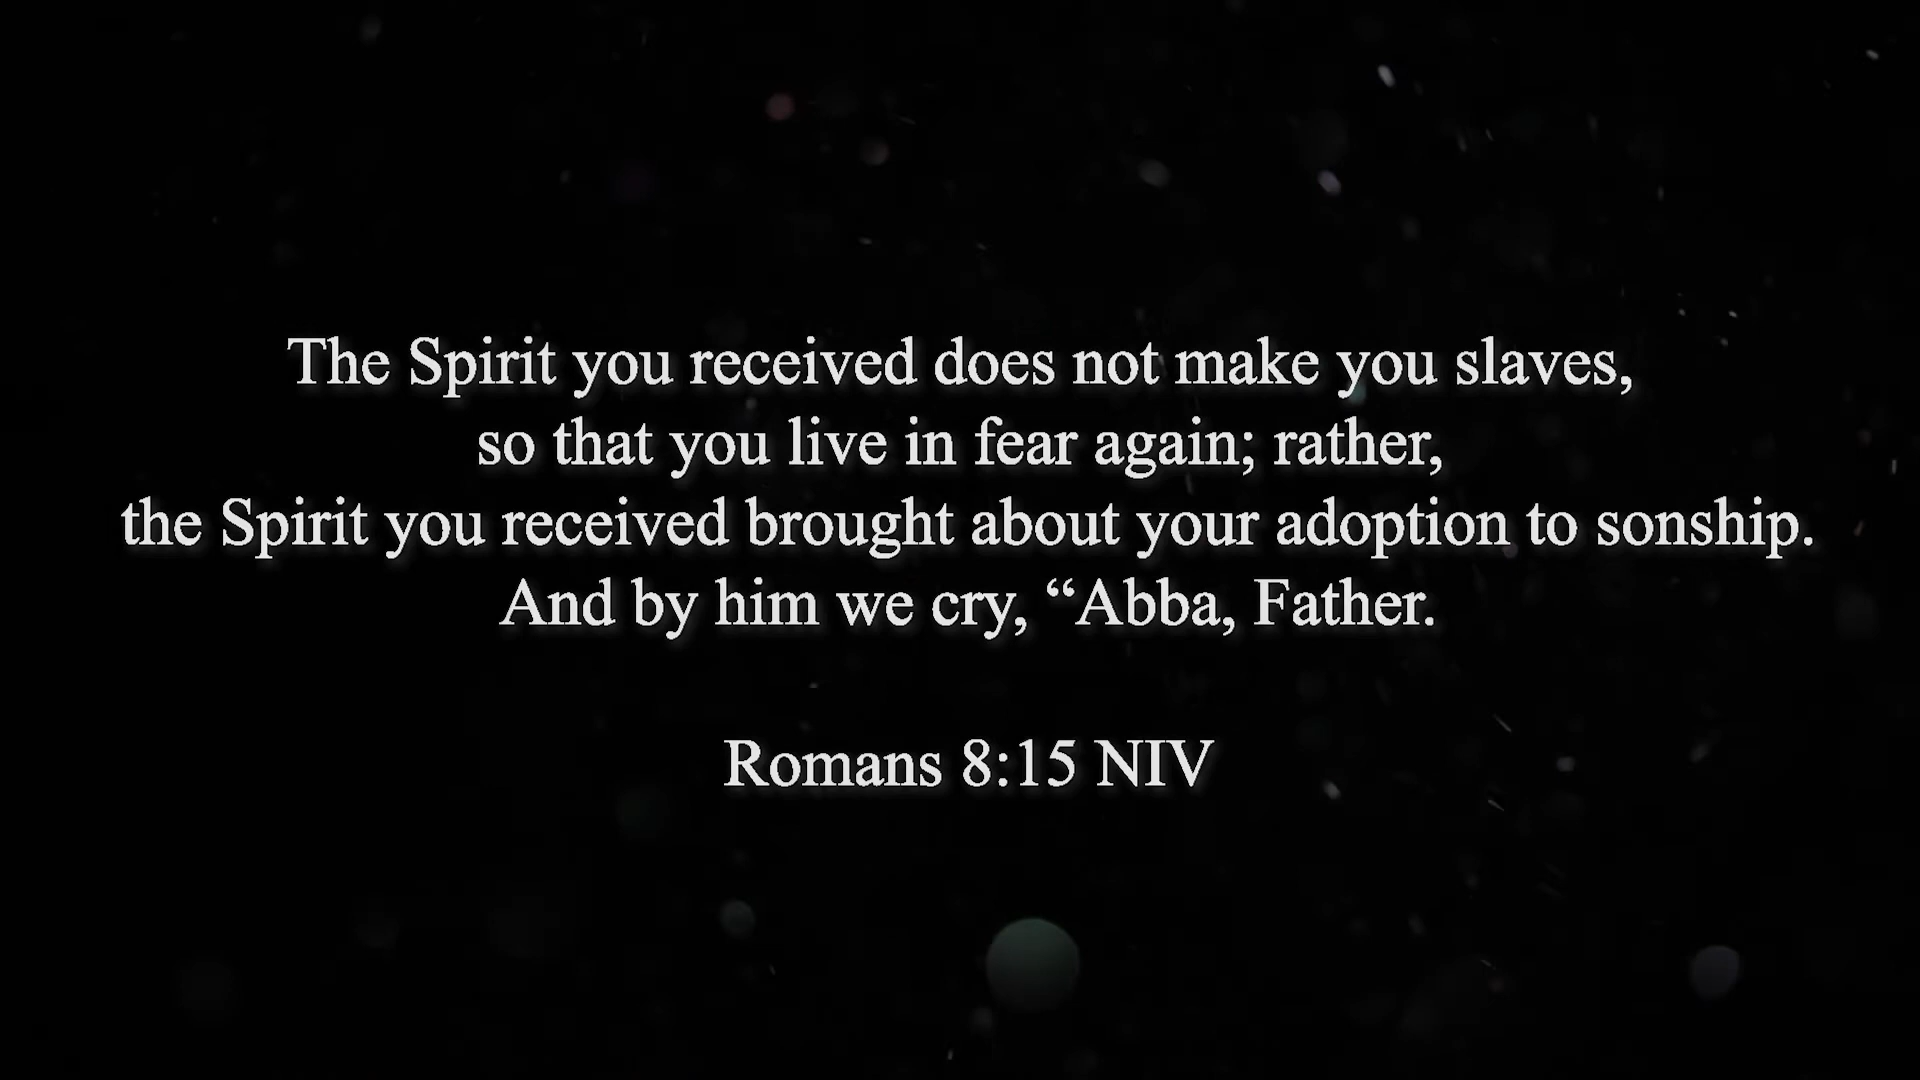 The Spirit you received does not make you slaves,
so that you live in fear again; rather,
the Spirit you received brought about your adoption to sonship.
And by him we cry, “Abba, Father.
Romans 8:15 NIV